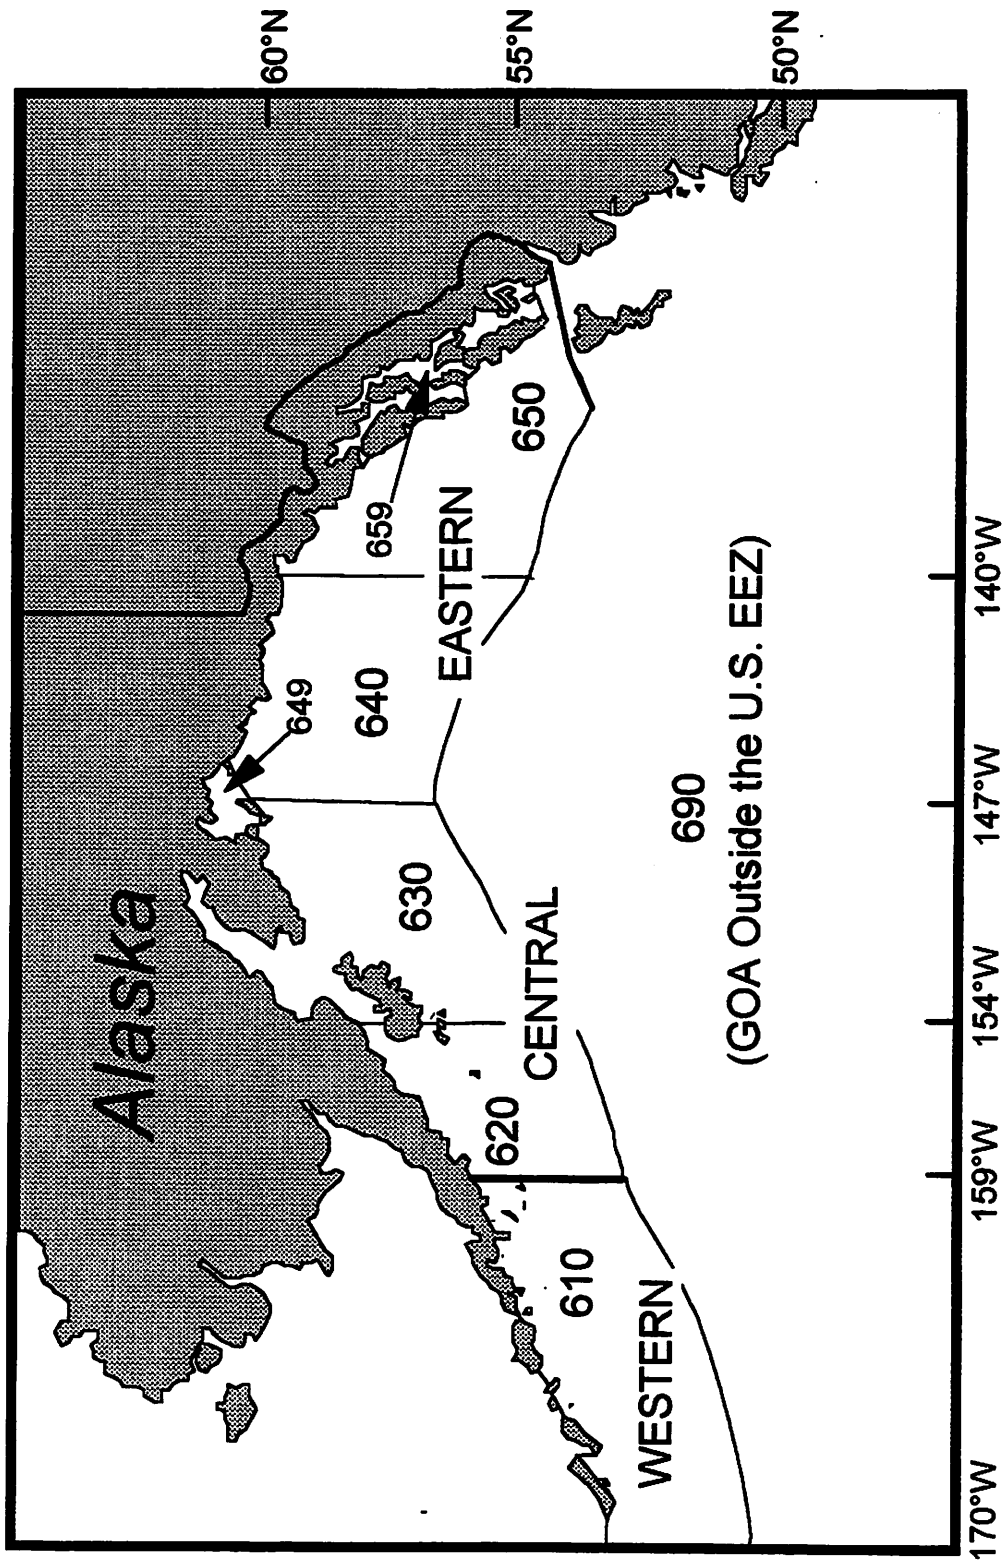 Alaska
60°N
55°N
50°N
649
659
640
650
EASTERN
630
620
CENTRAL
610
WESTERN
690
(GOA Outside the U.S. EEZ)
170°W
159°W
154°W
147°W
140°W